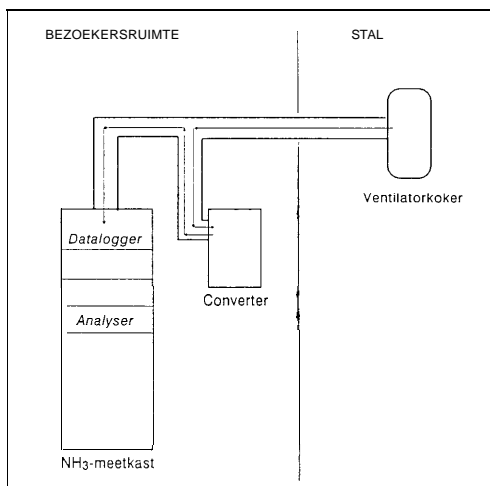 BEZOEKERSRUIMTE
STAL
Ventilatorkoker
Datalogger
Converter
Analyser
NH₃-meetkast